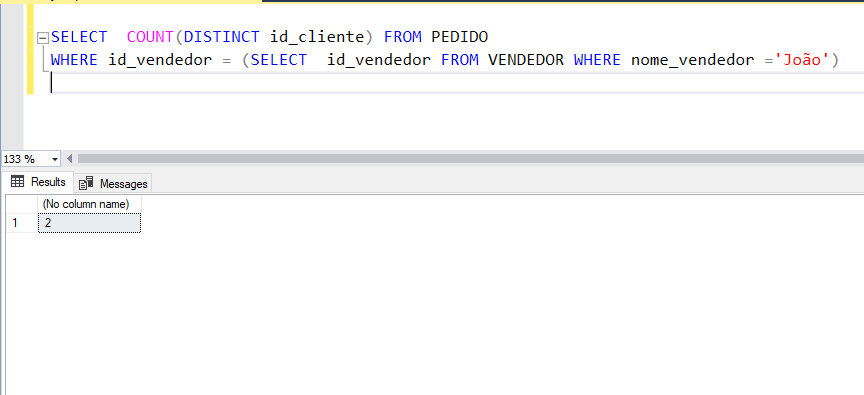 SELECT  COUNT(DISTINCT id_cliente) FROM PEDIDO
WHERE id_vendedor = (SELECT  id_vendedor FROM VENDEDOR WHERE nome_vendedor ='João')
133 %
Results Messages
(No column name)
1 2